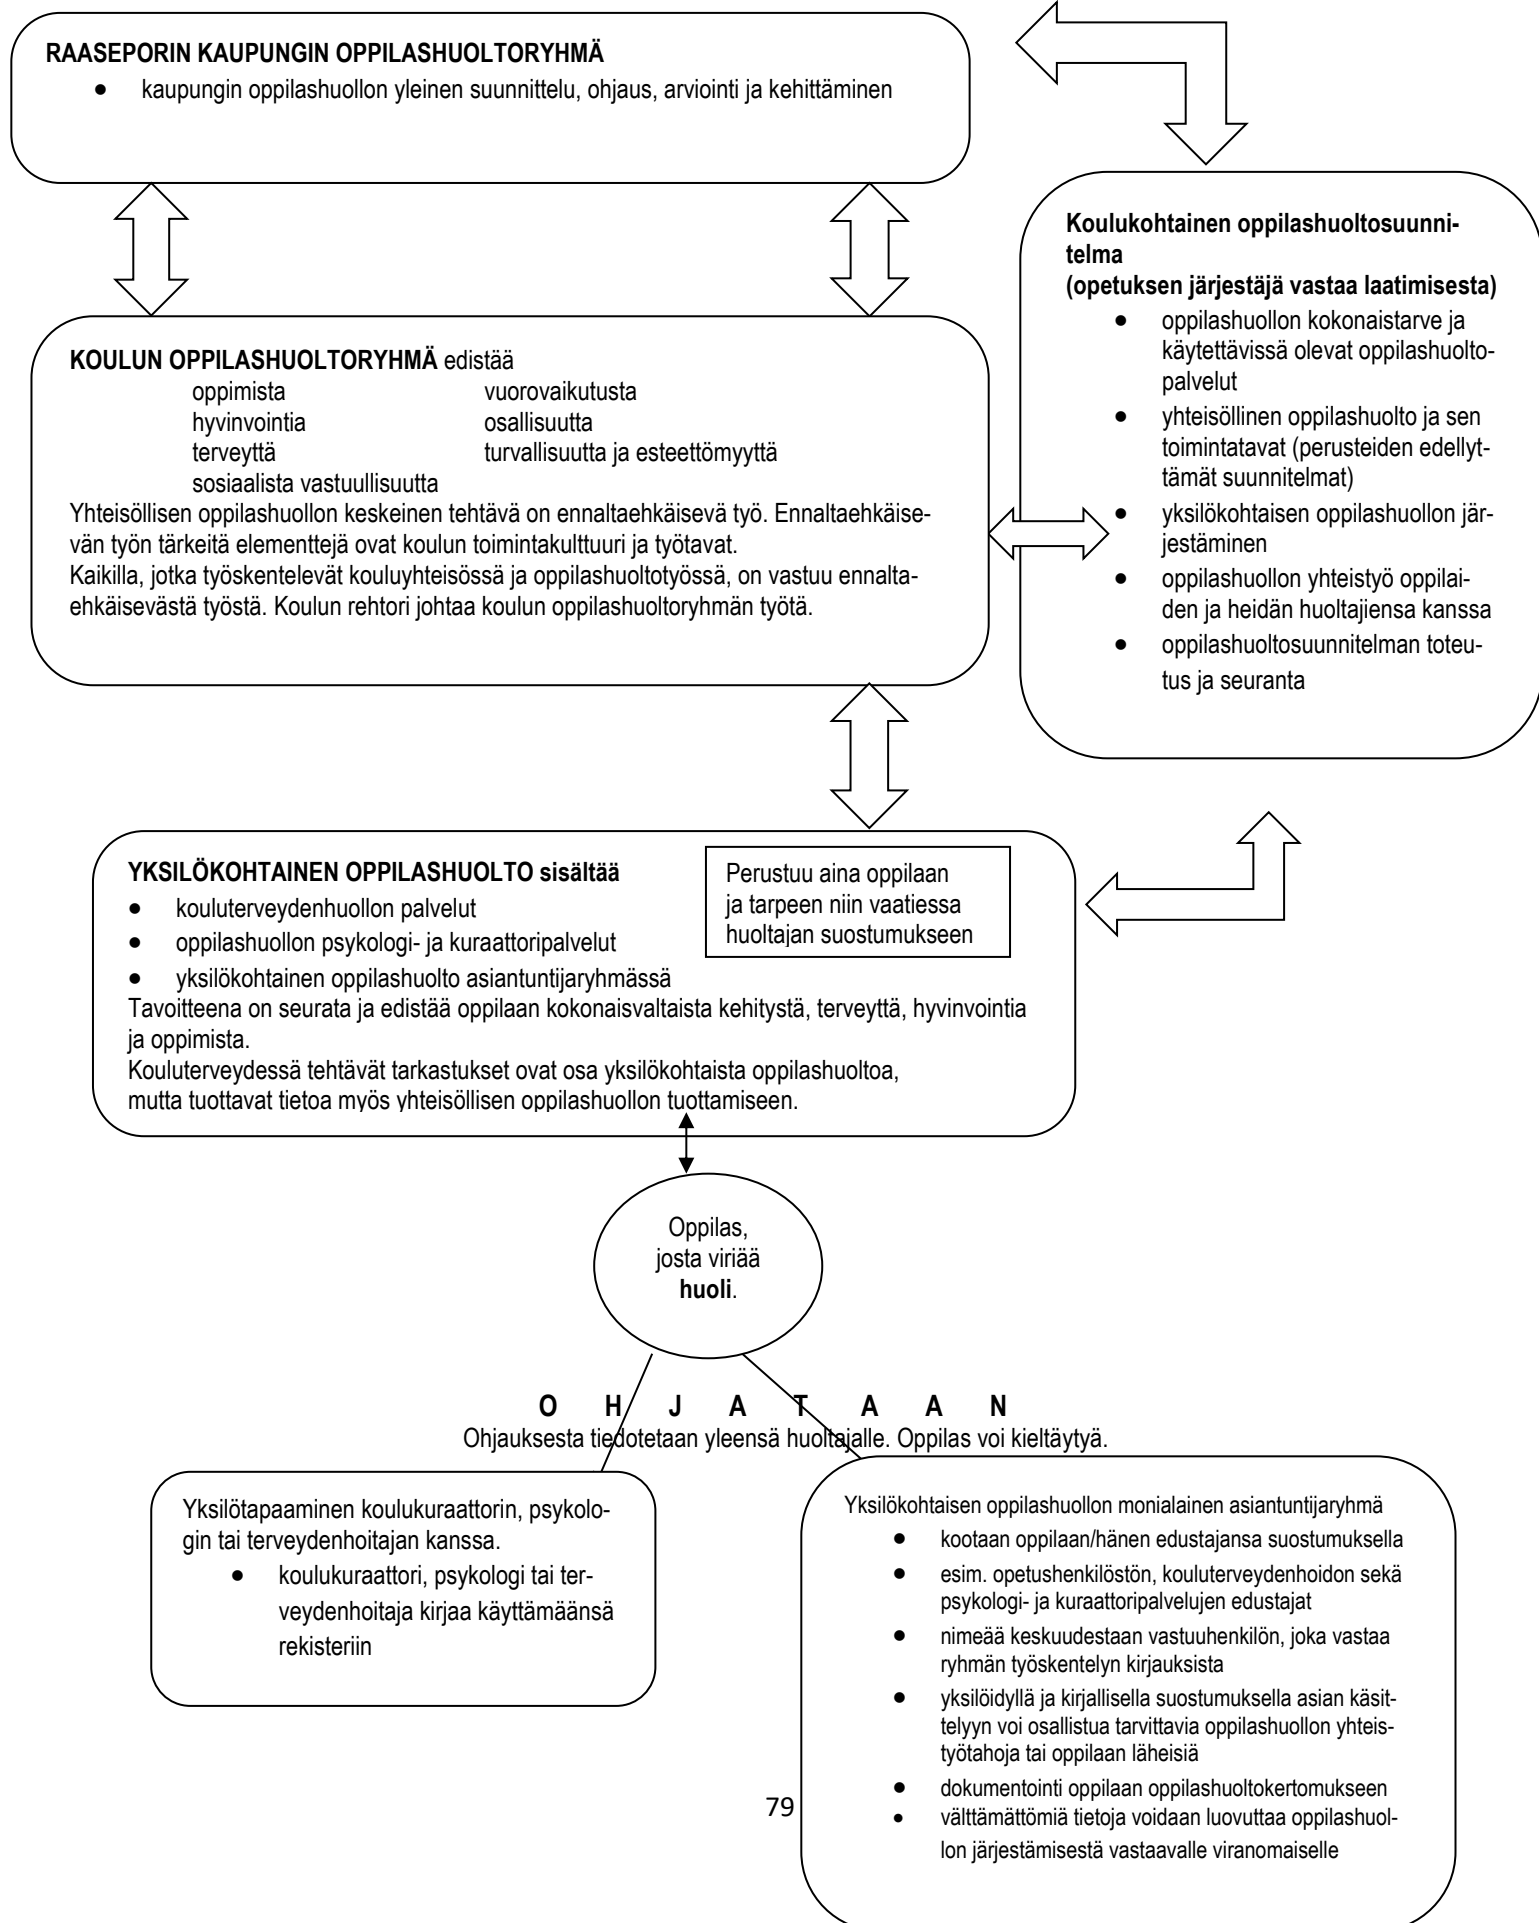 RAASEPORIN KAUPUNGIN OPPILASHUOLTORYHMÄ
• kaupungin oppilashuollon yleinen suunnittelu, ohjaus, arviointi ja kehittäminen
Koulukohtainen oppilashuoltosuunni-
telma
(opetuksen järjestäjä vastaa laatimisesta)
• oppilashuollon kokonaistarve ja
käytettävissä olevat oppilashuolto-
palvelut
• yhteisöllinen oppilashuolto ja sen
toimintatavat (perusteiden edellyt-
tämät suunnitelmat)
• yksilökohtaisen oppilashuollon jär-
jestäminen
• oppilashuollon yhteistyö oppilai-
den ja heidän huoltajiensa kanssa
• oppilashuoltosuunnitelman toteu-
tus ja seuranta
KOULUN OPPILASHUOLTORYHMÄ edistää
oppimista vuorovaikutusta
hyvinvointia osallisuutta
terveyttä turvallisuutta ja esteettömyyttä
sosiaalista vastuullisuutta
Yhteisöllisen oppilashuollon keskeinen tehtävä on ennaltaehkäisevä työ. Ennaltaehkäise-
vän työn tärkeitä elementtejä ovat koulun toimintakulttuuri ja työtavat.
Kaikilla, jotka työskentelevät kouluyhteisössä ja oppilashuoltotyössä, on vastuu ennalta-
ehkäisevästä työstä. Koulun rehtori johtaa koulun oppilashuoltoryhmän työtä.
YKSILÖKOHTAINEN OPPILASHUOLTO sisältää
• kouluterveydenhuollon palvelut
• oppilashuollon psykologi- ja kuraattoripalvelut
• yksilökohtainen oppilashuolto asiantuntijaryhmässä
Perustuu aina oppilaan
ja tarpeen niin vaatiessa
huoltajan suostumukseen
Tavoitteena on seurata ja edistää oppilaan kokonaisvaltaista kehitystä, terveyttä, hyvinvointia
ja oppimista.
Kouluterveydessä tehtävät tarkastukset ovat osa yksilökohtaista oppilashuoltoa,
mutta tuottavat tietoa myös yhteisöllisen oppilashuollon tuottamiseen.
Oppilas,
josta viriää
huoli.
O H J A T A A N
Ohjauksesta tiedotetaan yleensä huoltajalle. Oppilas voi kieltäytyä.
Yksilötapaaminen koulukuraattorin, psykolo-
gin tai terveydenhoitajan kanssa.
• koulukuraattori, psykologi tai ter-
veydenhoitaja kirjaa käyttämäänsä
rekisteriin
Yksilökohtaisen oppilashuollon monialainen asiantuntijaryhmä
• kootaan oppilaan/hänen edustajansa suostumuksella
• esim. opetushenkilöstön, kouluterveydenhoidon sekä
psykologi- ja kuraattoripalvelujen edustajat
• nimeää keskuudestaan vastuuhenkilön, joka vastaa
ryhmän työskentelyn kirjauksista
• yksilöidyllä ja kirjallisella suostumuksella asian käsit-
telyyn voi osallistua tarvittavia oppilashuollon yhteis-
työtahoja tai oppilaan läheisiä
• dokumentointi oppilaan oppilashuoltokertomukseen
• välttämättömiä tietoja voidaan luovuttaa oppilashuol-
lon järjestämisestä vastaavalle viranomaiselle
79